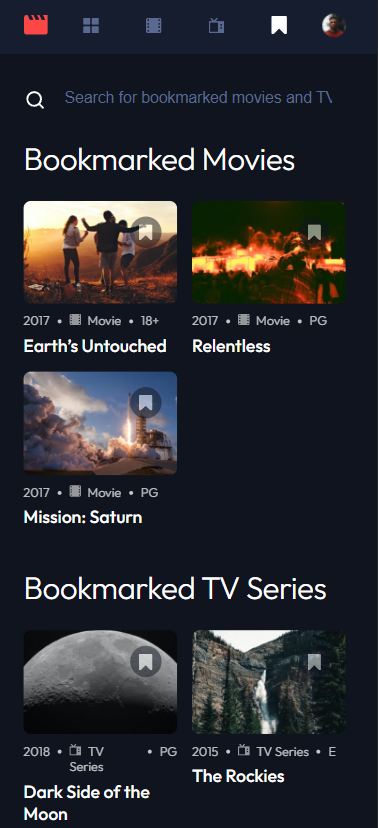 Search for bookmarked movies and TV
Bookmarked Movies
2017 • Movie • 18+
2017 • Movie • PG
Earth's Untouched
Relentless
2017 • Movie • PG
Mission: Saturn
Bookmarked TV Series
2018 • TV Series • PG
2015 • TV Series • E
Dark Side of the
Moon
The Rockies